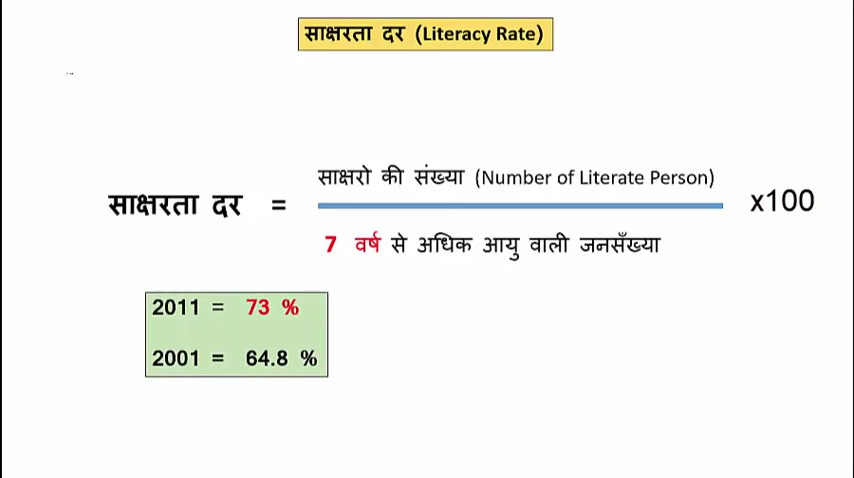 साक्षरता दर (Literacy Rate)
साक्षरो की संख्या (Number of Literate Person)
साक्षरता दर = x100
7 वर्ष से अधिक आयु वाली जनसँख्या
2011 = 73 %
2001 = 64.8 %